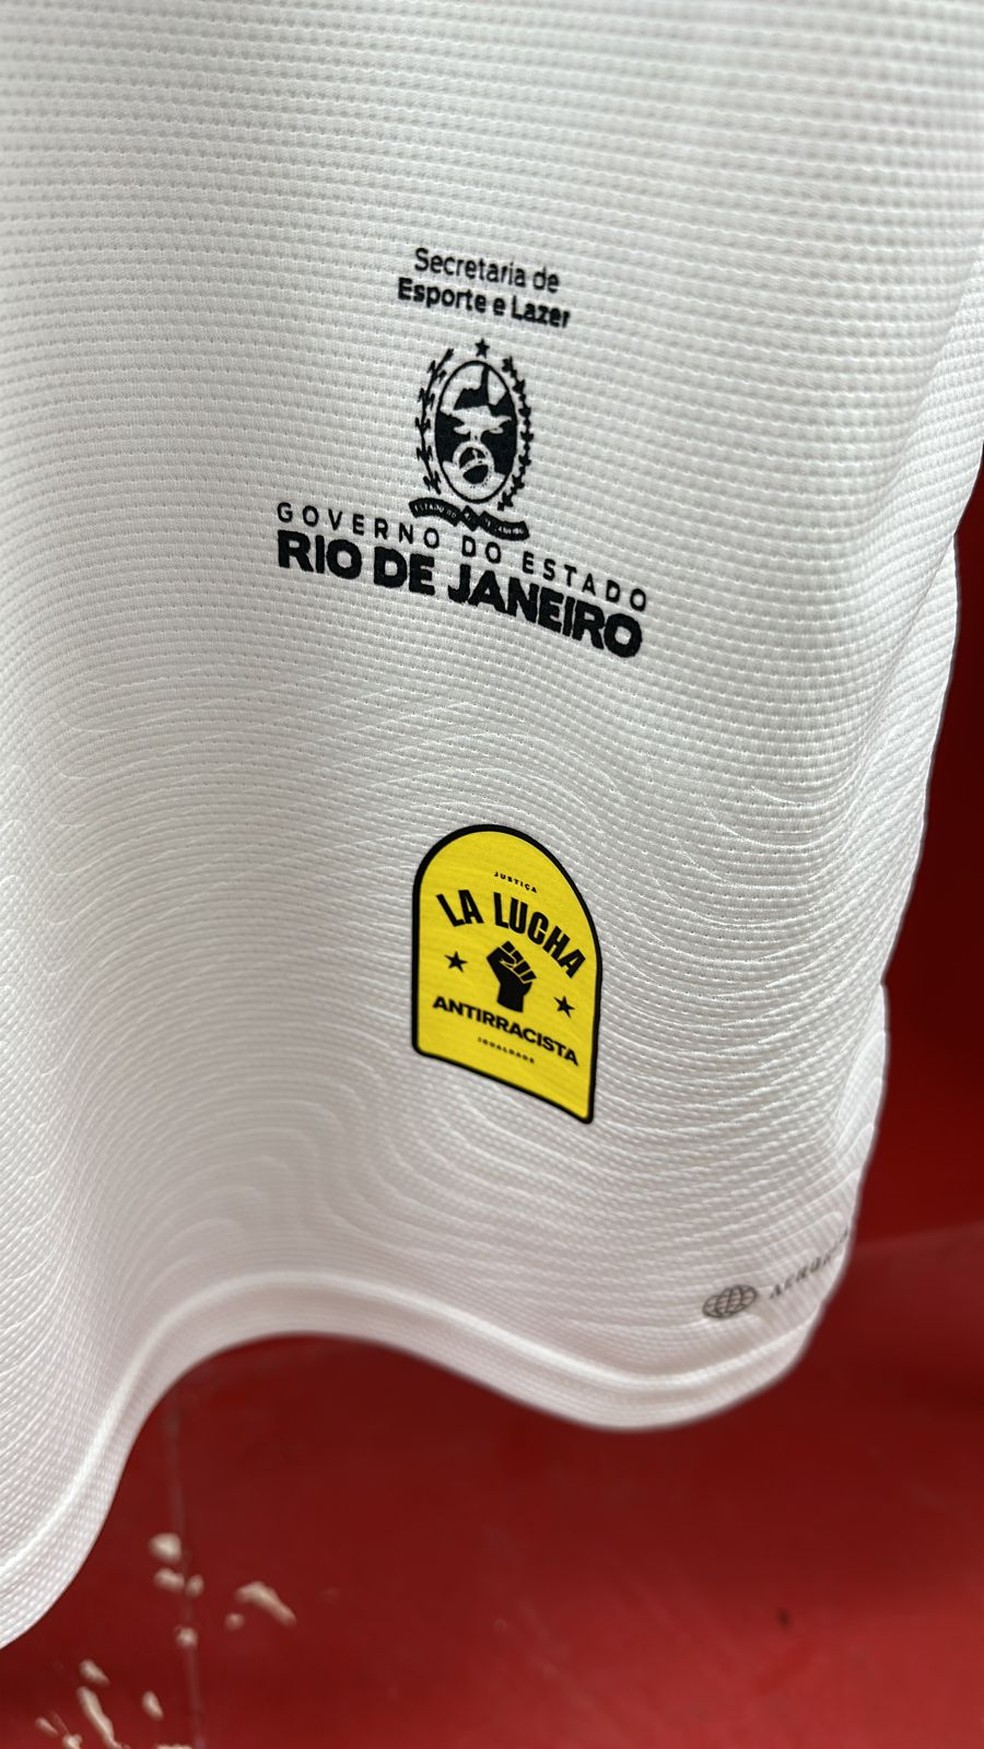 Secretaria de
Esporte e Lazer
GOVERNO DO ESTADO
RIO DE JANEIRO
JUSTIÇA
LA LUCHA
ANTIRRACISTA
IGUALDADE